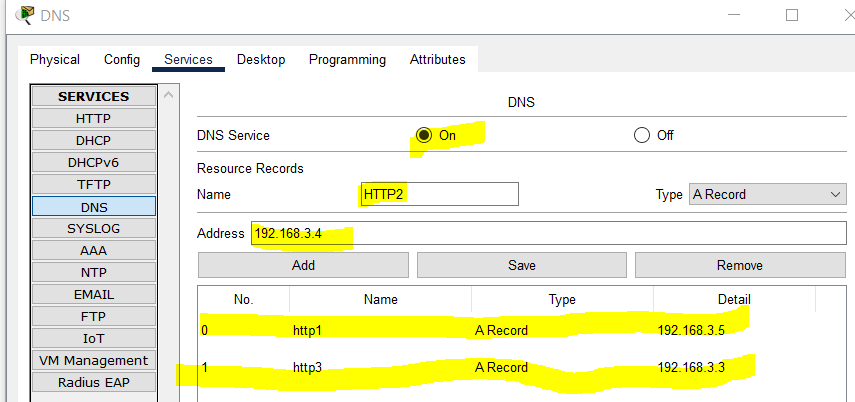 DNS
Physical Config Services Desktop Programming Attributes
SERVICES
HTTP
DHCP
DHCPv6
TFTP
DNS
SYSLOG
AAA
NTP
EMAIL
FTP
IoT
VM Management
Radius EAP
DNS
DNS Service On Off
Resource Records
Name HTTP2 Type A Record
Address 192.168.3.4
Add Save Remove
No. Name Type Detail
0 http1 A Record 192.168.3.5
1 http3 A Record 192.168.3.3